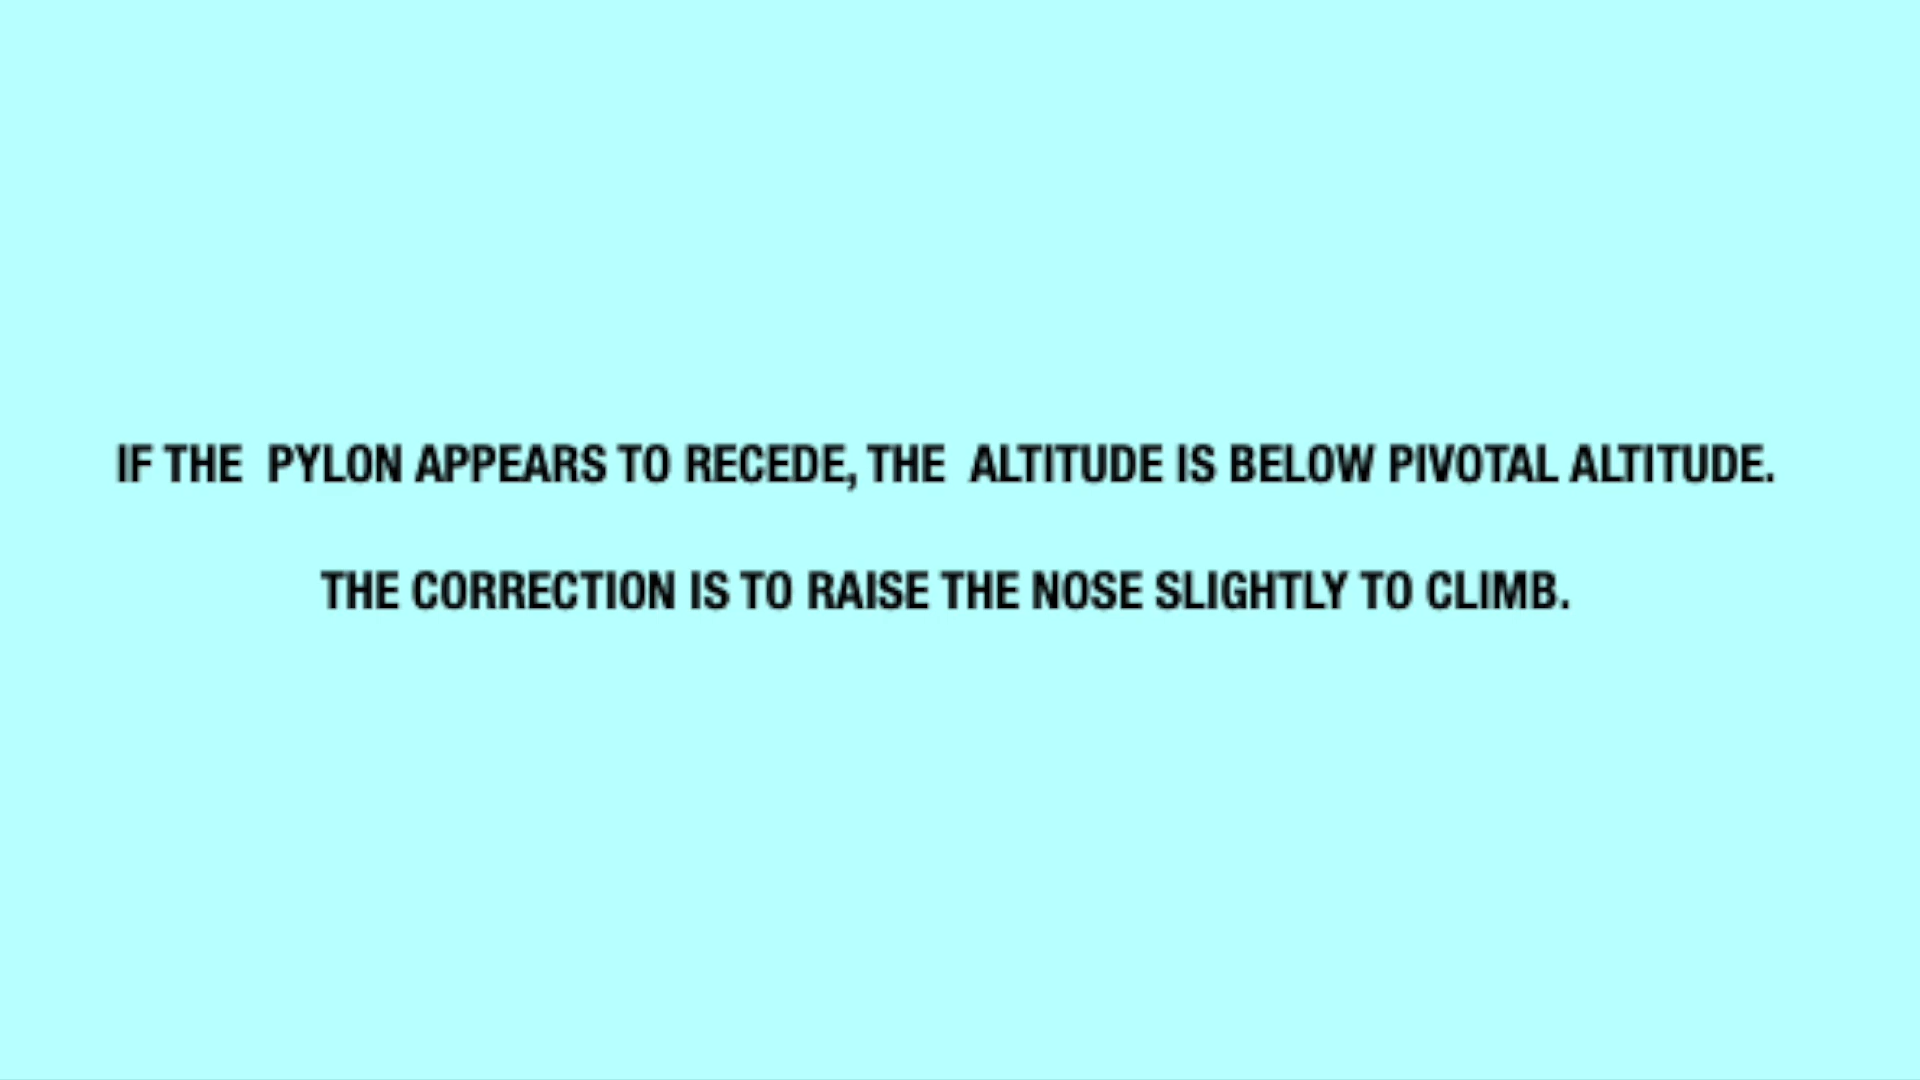 IF THE  PYLON APPEARS TO RECEDE, THE  ALTITUDE IS BELOW PIVOTAL ALTITUDE.
THE CORRECTION IS TO RAISE THE NOSE SLIGHTLY TO CLIMB.